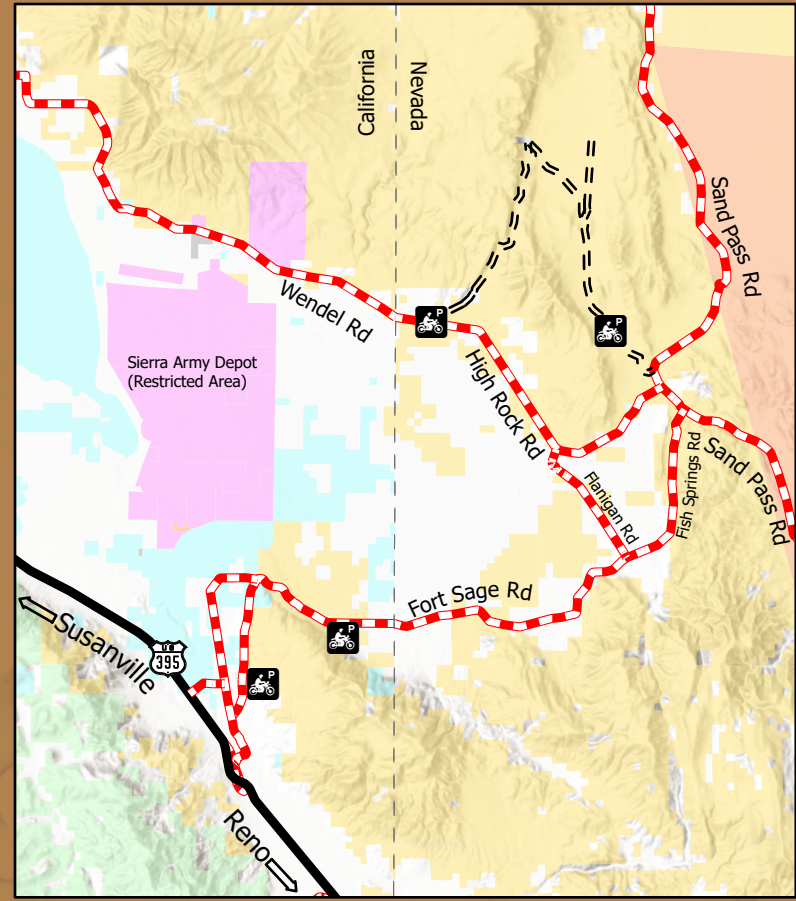 California
Nevada
Sand Pass Rd
Wendel Rd
P
P
Sierra Army Depot
(Restricted Area)
High Rock Rd
Sand Pass Rd
Fish Springs Rd
Flanigan Rd
Fort Sage Rd
P
Susanville
US
395
P
Reno